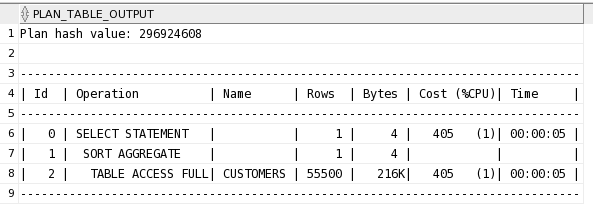 PLAN_TABLE_OUTPUT
1 Plan hash value: 296924608
2
3 --------------------------------------------------------------------------------
4 | Id  | Operation          | Name      | Rows  | Bytes | Cost (%CPU)| Time     |
5 --------------------------------------------------------------------------------
6 |   0 | SELECT STATEMENT   |           |     1 |     4 |   405   (1)| 00:00:05 |
7 |   1 |  SORT AGGREGATE    |           |     1 |     4 |            |          |
8 |   2 |   TABLE ACCESS FULL| CUSTOMERS | 55500 |   216K|   405   (1)| 00:00:05 |
9 --------------------------------------------------------------------------------